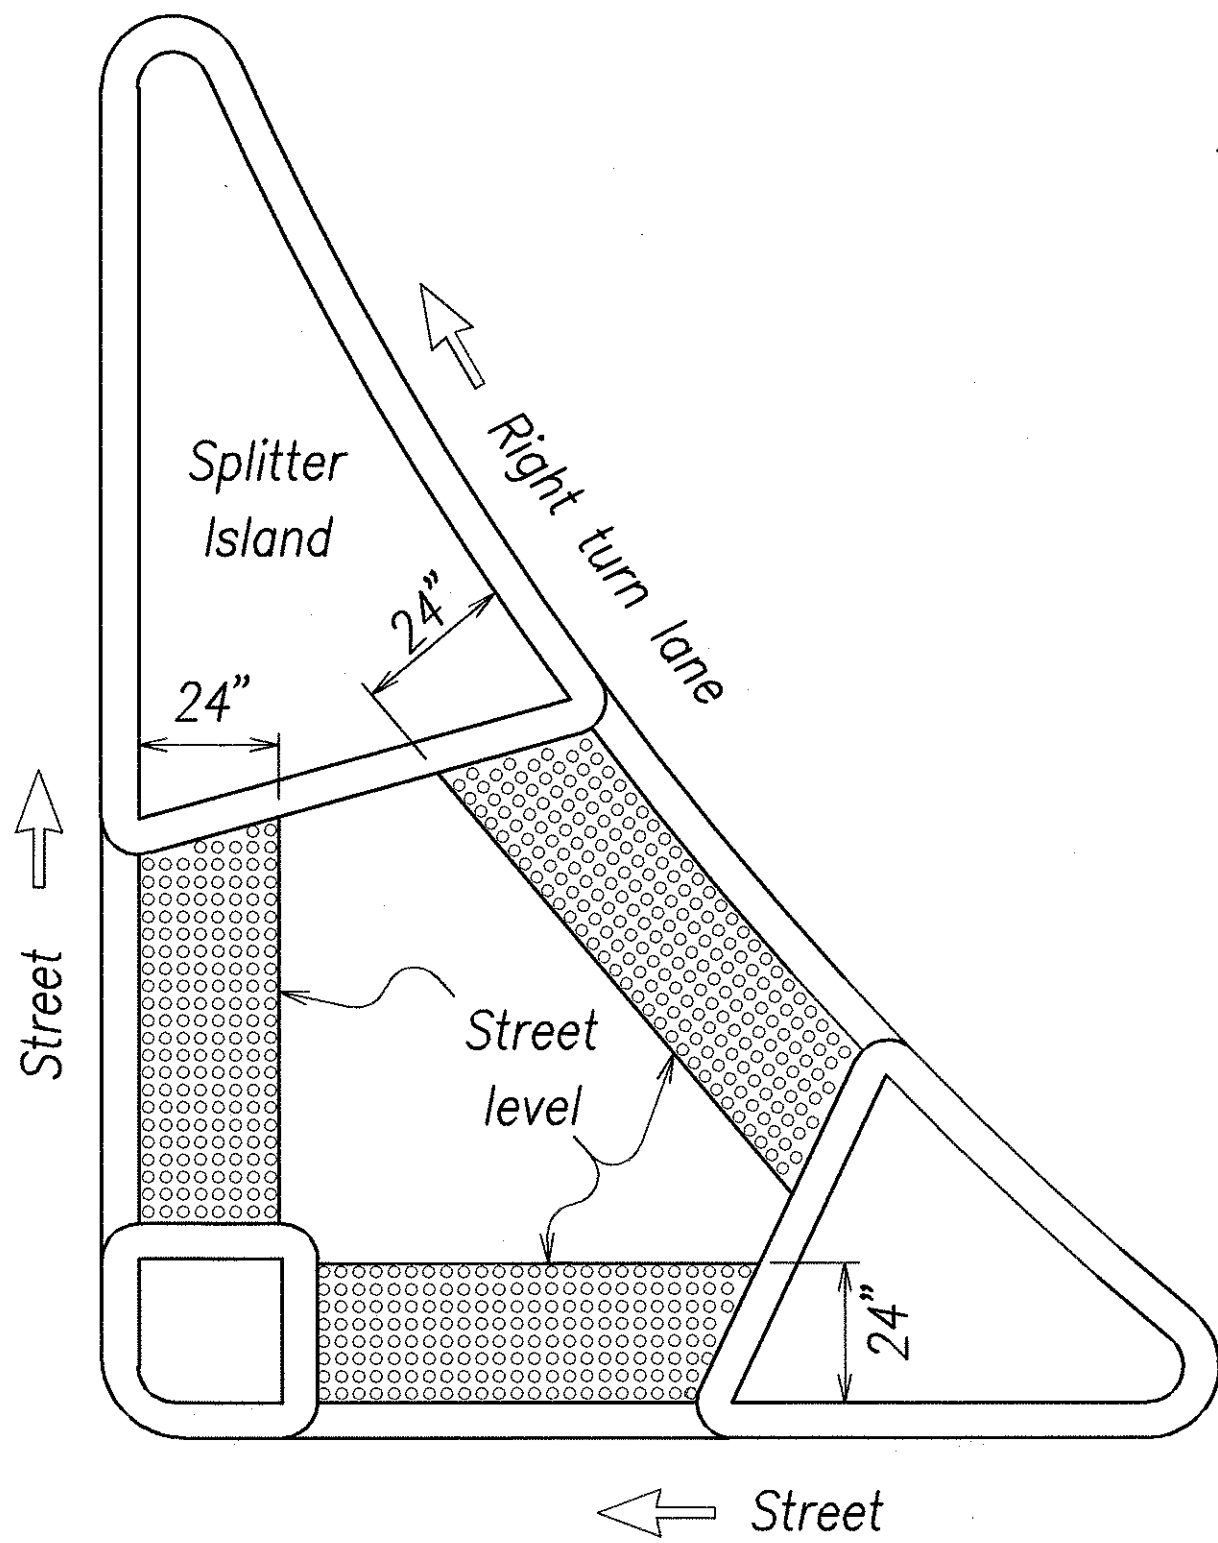 Splitter
Island
Right turn lane
24”
24”
Street
Street
level
24”
Street